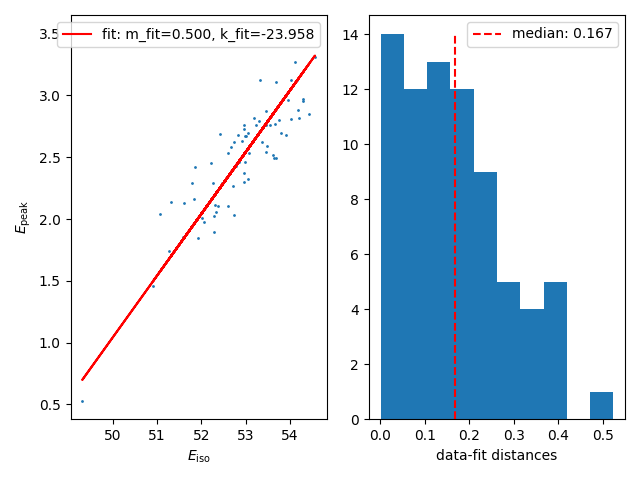 fit: m_fit=0.500, k_fit=-23.958
3.5
3.0
2.5
2.0
1.5
1.0
0.5
E_peak
50 51 52 53 54
E_iso
median: 0.167
14
12
10
8
6
4
2
0
0.0 0.1 0.2 0.3 0.4 0.5
data-fit distances